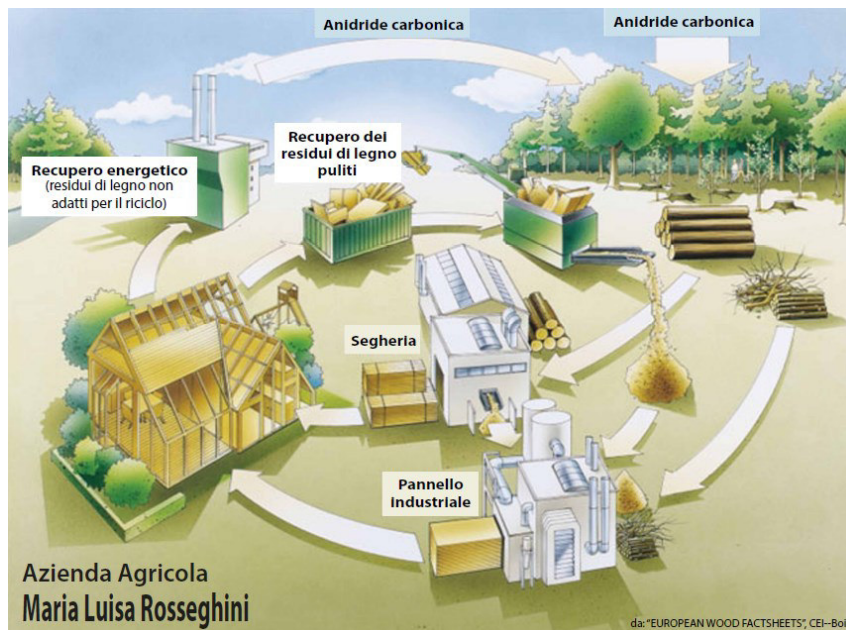 Anidride carbonica
Anidride carbonica
Recupero dei
residui di legno
puliti
Recupero energetico
(residui di legno non
adatti per il riciclo)
Segheria
Pannello
industriale
Azienda Agricola
Maria Luisa Rosseghini
da: "EUROPEAN WOOD FACTSHEETS", CEI--Boi